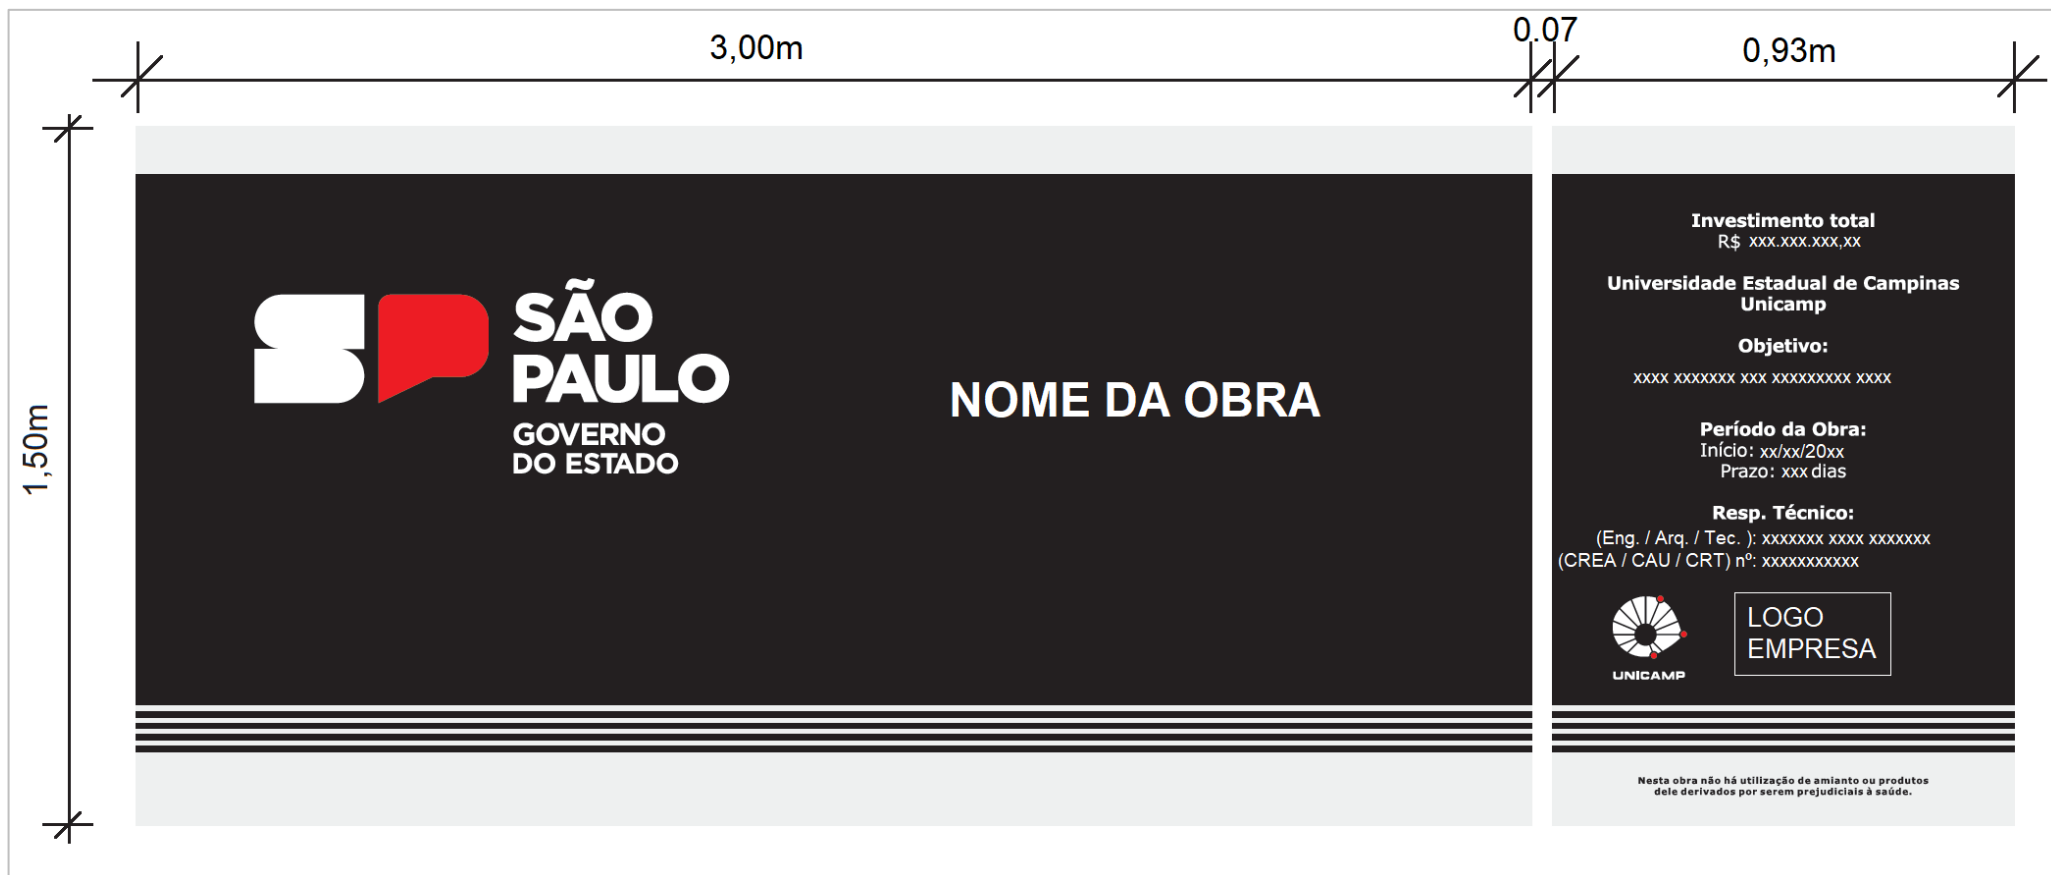 3,00m
0.07
0,93m
1,50m
SP
SÃO
PAULO
GOVERNO
DO ESTADO
NOME DA OBRA
Investimento total
R$ xxx.xxx.xxx,xx
Universidade Estadual de Campinas
Unicamp
Objetivo:
xxxx xxxxxxx xxx xxxxxxxxx xxxx
Período da Obra:
Início: xx/xx/20xx
Prazo: xxx dias
Resp. Técnico:
(Eng. / Arq. / Tec. ): xxxxxxx xxxx xxxxxxx
(CREA / CAU / CRT) nº: xxxxxxxxxxx
UNICAMP
LOGO
EMPRESA
Nesta obra não há utilização de amianto ou produtos
dele derivados por serem prejudiciais à saúde.